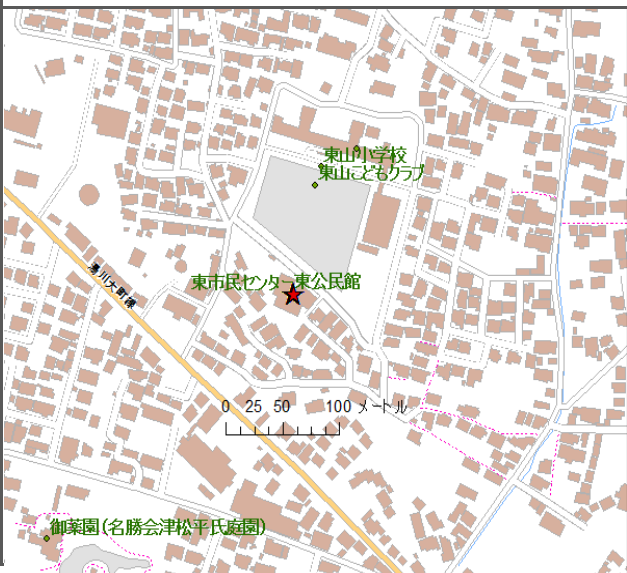 東山小学校
東山こどもクラブ
東市民センター東公民館
湯川大町線
0 25 50 100 メートル
御薬園(名勝会津松平氏庭園)